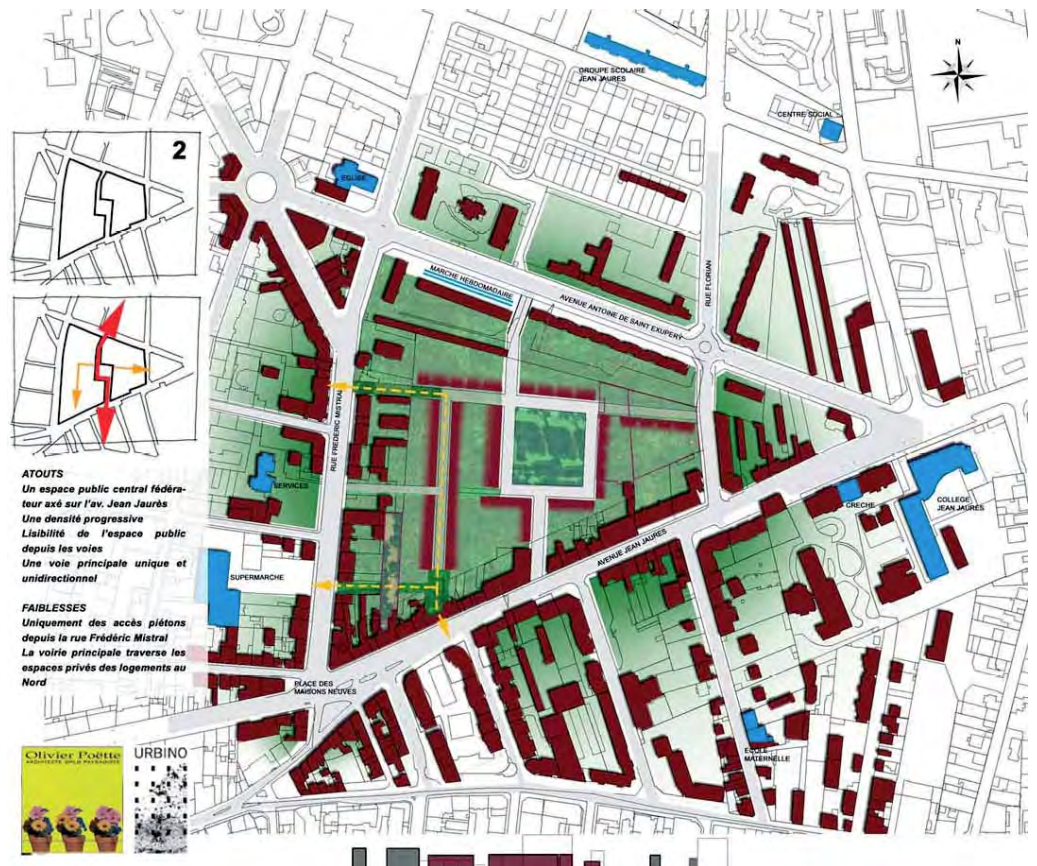 N
GROUPE SCOLAIRE
JEAN JAURES
CENTRE SOCIAL
2
EGLISE
MARCHE HEBDOMADAIRE
AVENUE ANTOINE DE SAINT EXUPERY
RUE FLORIAN
RUE FREDERIC MISTRAL
SERVICES
CRECHE
COLLEGE
JEAN JAURES
AVENUE JEAN JAURES
SUPERMARCHE
PLACE DES
MAISONS NEUVES
ECOLE
MATERNELLE
ATOUTS
Un espace public central fédéra-
teur axé sur l'av. Jean Jaurès
Une densité progressive
Lisibilité de l'espace public
depuis les voies
Une voie principale unique et
unidirectionnel
FAIBLESSES
Uniquement des accès piétons
depuis la rue Frédéric Mistral
La voirie principale traverse les
espaces privés des logements au
Nord
Olivier Poëtte
ARCHITECTE DPLG PAYSAGISTE
URBINO